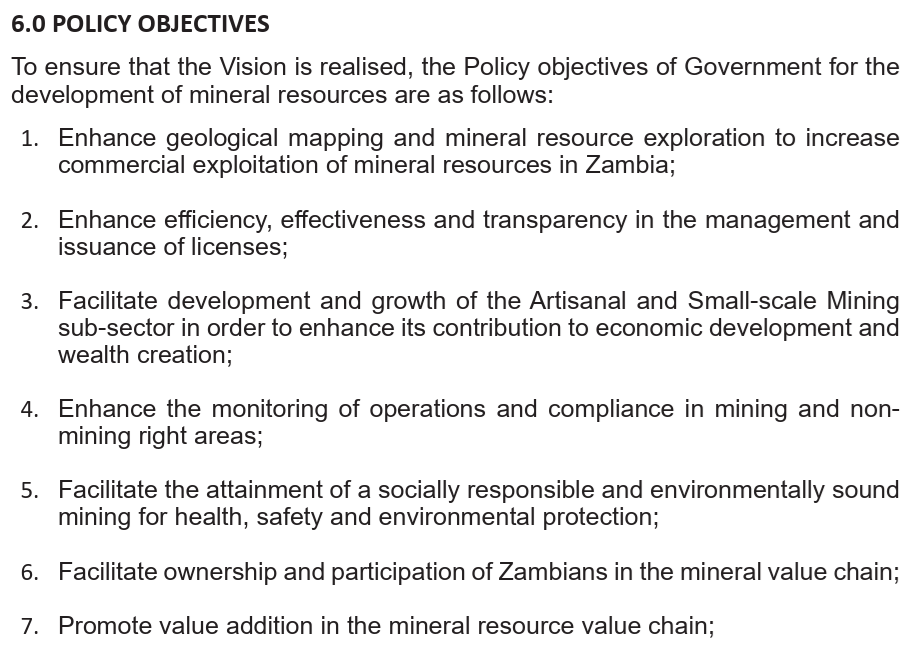 6.0 POLICY OBJECTIVES
To ensure that the Vision is realised, the Policy objectives of Government for the
development of mineral resources are as follows:
1. Enhance geological mapping and mineral resource exploration to increase
commercial exploitation of mineral resources in Zambia;
2. Enhance efficiency, effectiveness and transparency in the management and
issuance of licenses;
3. Facilitate development and growth of the Artisanal and Small-scale Mining
sub-sector in order to enhance its contribution to economic development and
wealth creation;
4. Enhance the monitoring of operations and compliance in mining and non-
mining right areas;
5. Facilitate the attainment of a socially responsible and environmentally sound
mining for health, safety and environmental protection;
6. Facilitate ownership and participation of Zambians in the mineral value chain;
7. Promote value addition in the mineral resource value chain;